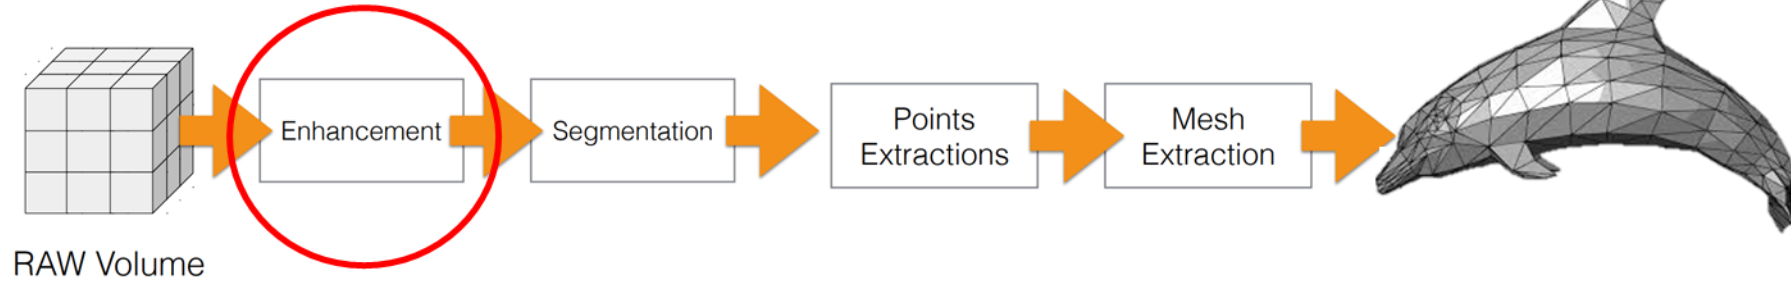 Enhancement
Segmentation
Points
Extractions
Mesh
Extraction
RAW Volume